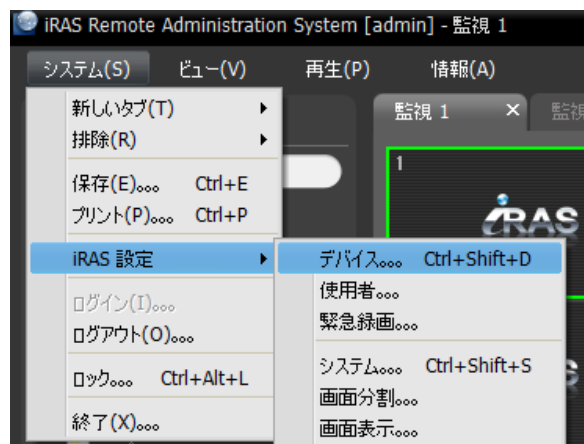 iRAS Remote Administration System [admin] - 監視 1
システム(S) ビュー(V) 再生(P) 情報(A)
新しいタブ(T)
排除(R)
保存(E)... Ctrl+E
プリント(P)... Ctrl+P
iRAS 設定
ログイン(I)...
ログアウト(O)...
ロック... Ctrl+Alt+L
終了(X)...
監視 1 × 監視
1
iRAS
デバイス... Ctrl+Shift+D
使用者...
緊急録画...
システム... Ctrl+Shift+S
画面分割...
画面表示...